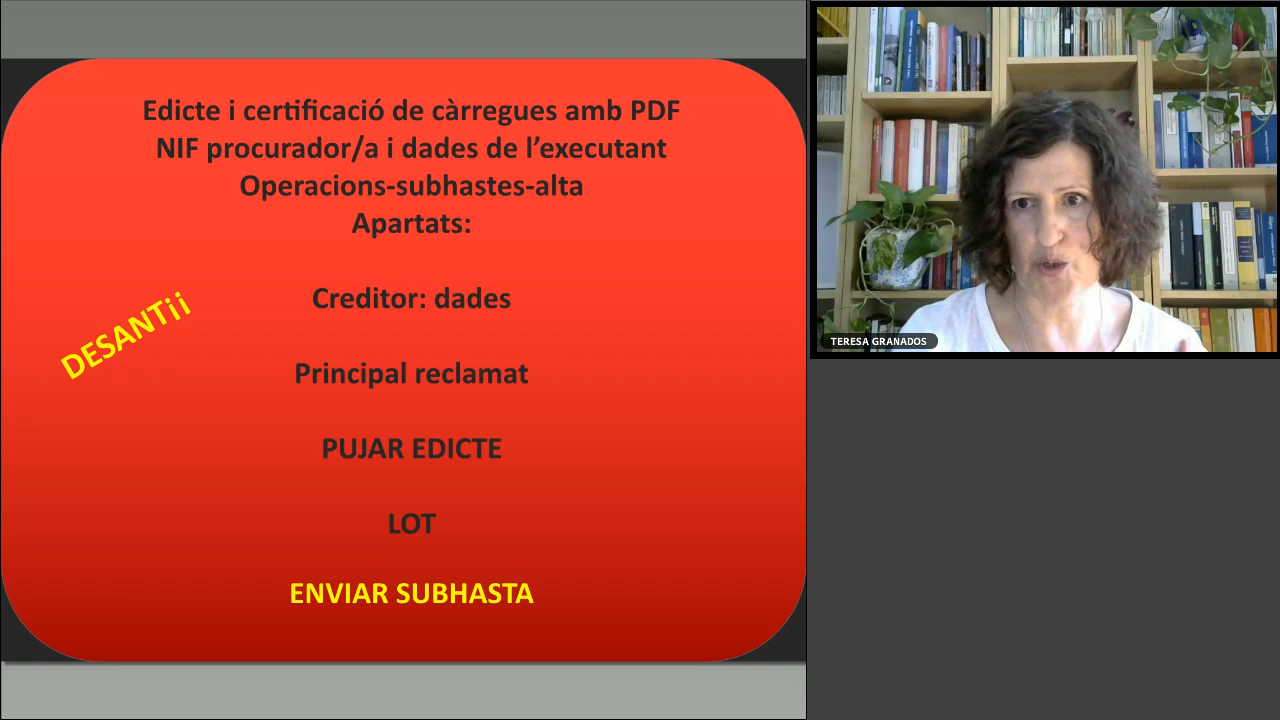 Edicte i certificació de càrregues amb PDF
NIF procurador/a i dades de l’executant
Operacions-subhastes-alta
Apartats:
Creditor: dades
DESANT¡¡
Principal reclamat
PUJAR EDICTE
LOT
ENVIAR SUBHASTA
TERESA GRANADOS